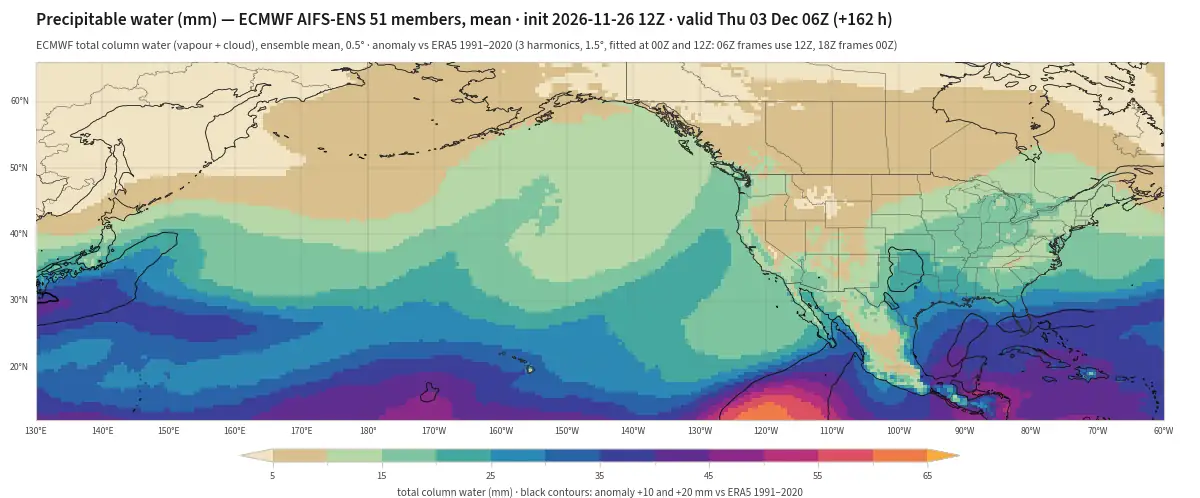 Precipitable water (mm) — ECMWF AIFS-ENS 51 members, mean · init 2026-11-26 12Z · valid Thu 03 Dec 06Z (+162 h)
ECMWF total column water (vapour + cloud), ensemble mean, 0.5° · anomaly vs ERA5 1991–2020 (3 harmonics, 1.5°, fitted at 00Z and 12Z: 06Z frames use 12Z, 18Z frames 00Z)
60°N
50°N
40°N
30°N
20°N
130°E 140°E 150°E 160°E 170°E 180° 170°W 160°W 150°W 140°W 130°W 120°W 110°W 100°W 90°W 80°W 70°W 60°W
5 15 25 35 45 55 65
total column water (mm) · black contours: anomaly +10 and +20 mm vs ERA5 1991–2020